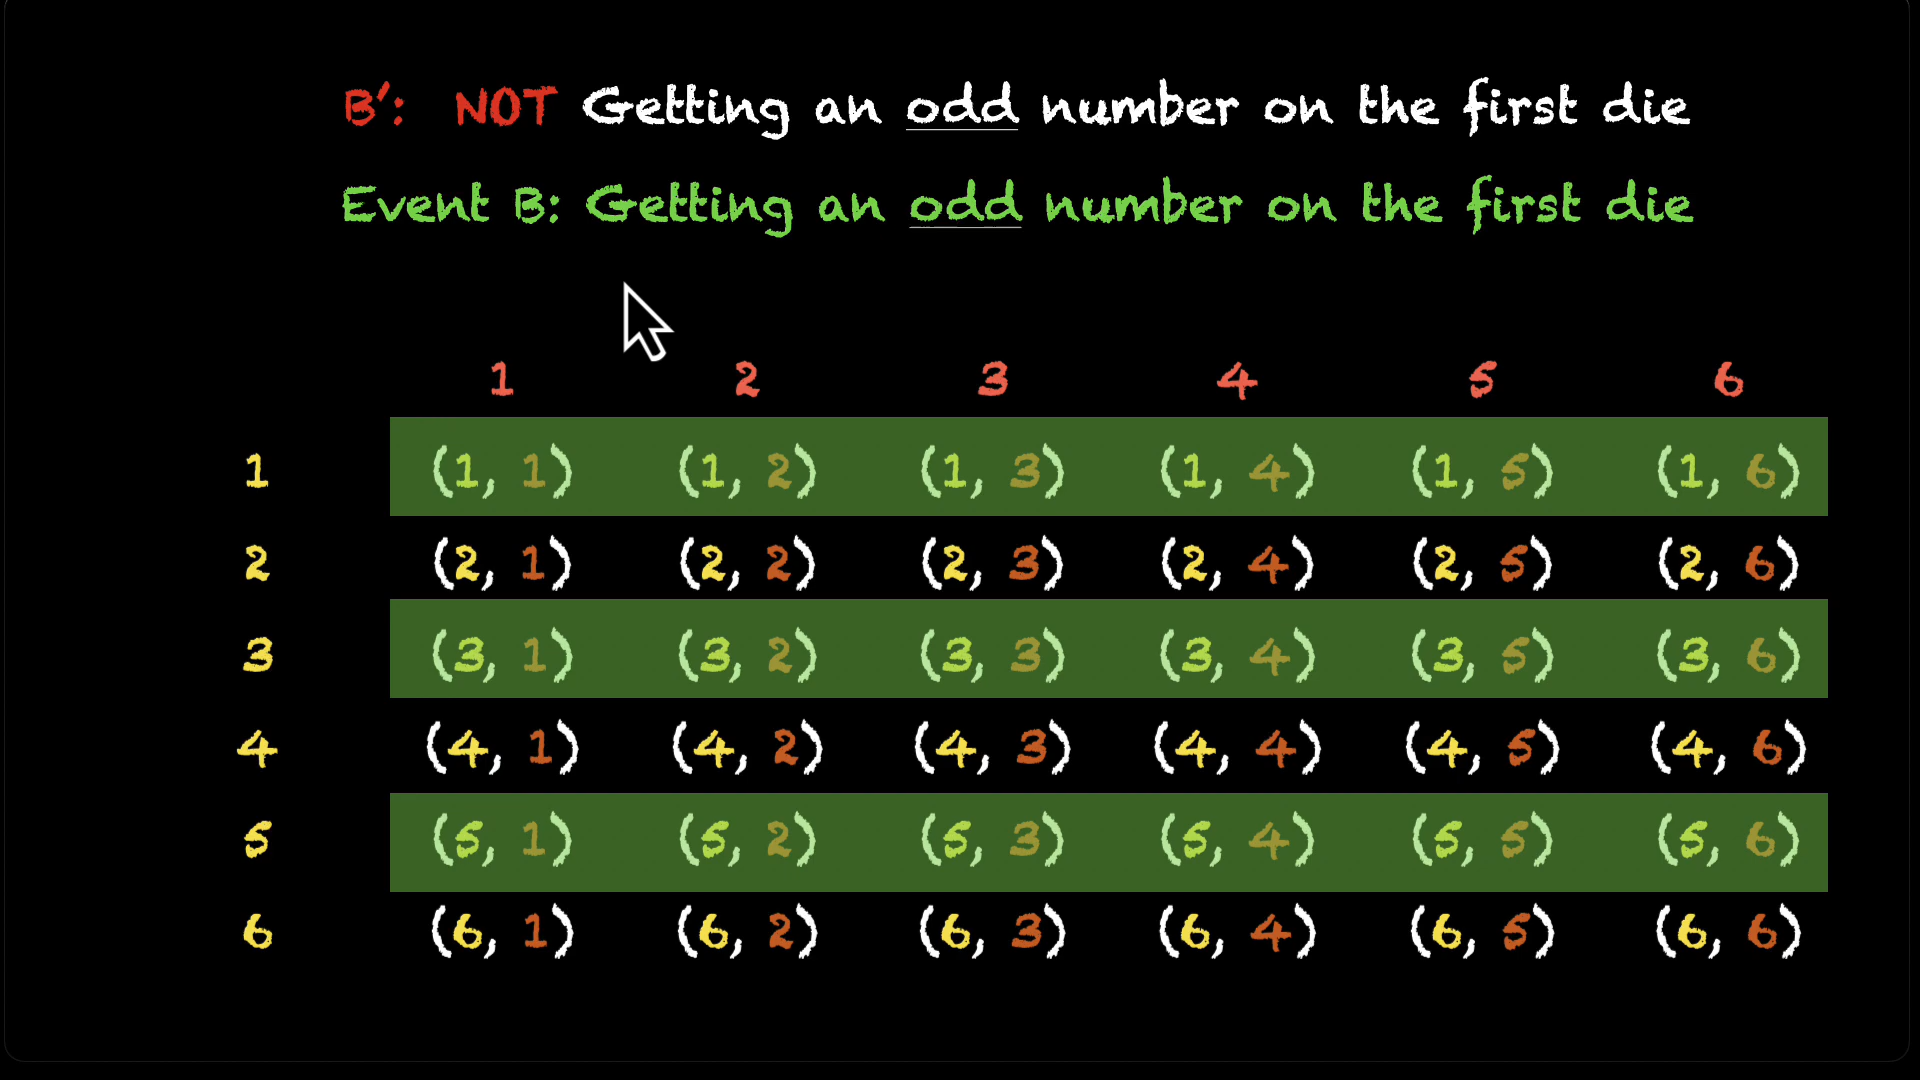 B': NOT Getting an odd number on the first die
Event B: Getting an odd number on the first die
1 2 3 4 5 6
1 (1, 1) (1, 2) (1, 3) (1, 4) (1, 5) (1, 6)
2 (2, 1) (2, 2) (2, 3) (2, 4) (2, 5) (2, 6)
3 (3, 1) (3, 2) (3, 3) (3, 4) (3, 5) (3, 6)
4 (4, 1) (4, 2) (4, 3) (4, 4) (4, 5) (4, 6)
5 (5, 1) (5, 2) (5, 3) (5, 4) (5, 5) (5, 6)
6 (6, 1) (6, 2) (6, 3) (6, 4) (6, 5) (6, 6)